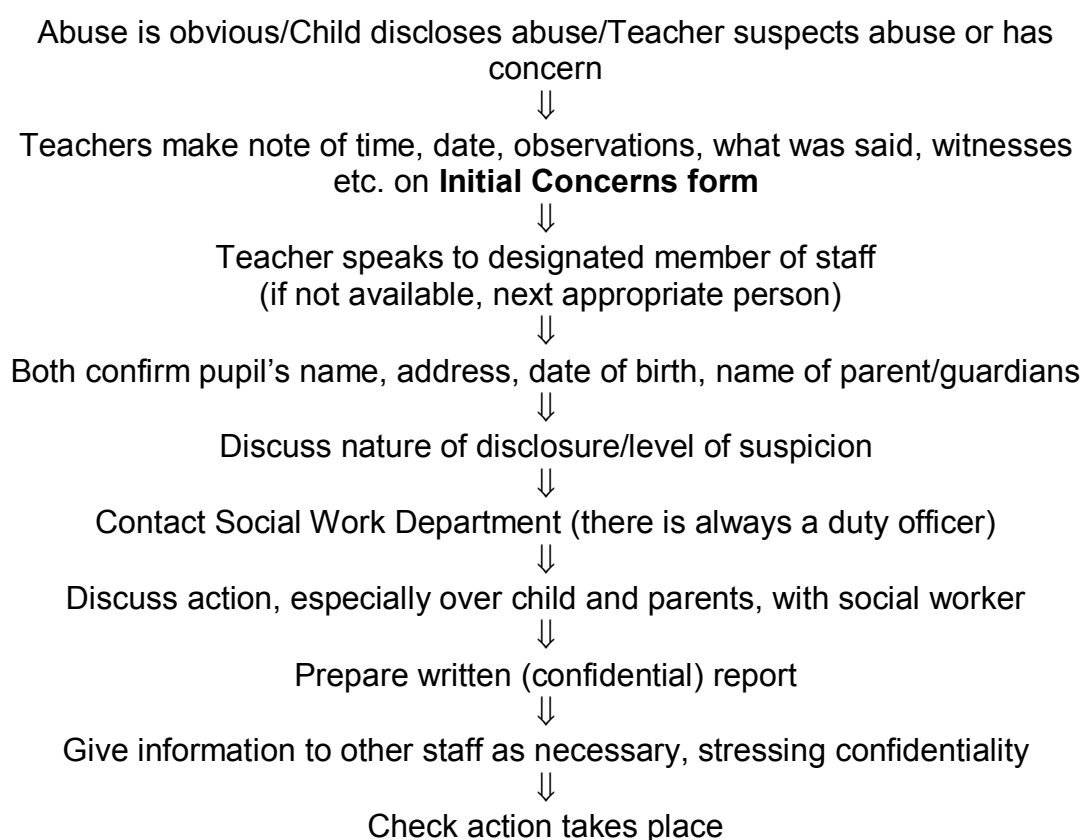 Abuse is obvious/Child discloses abuse/Teacher suspects abuse or has
concern
⇓
Teachers make note of time, date, observations, what was said, witnesses
etc. on Initial Concerns form
⇓
Teacher speaks to designated member of staff
(if not available, next appropriate person)
⇓
Both confirm pupil’s name, address, date of birth, name of parent/guardians
⇓
Discuss nature of disclosure/level of suspicion
⇓
Contact Social Work Department (there is always a duty officer)
⇓
Discuss action, especially over child and parents, with social worker
⇓
Prepare written (confidential) report
⇓
Give information to other staff as necessary, stressing confidentiality
⇓
Check action takes place